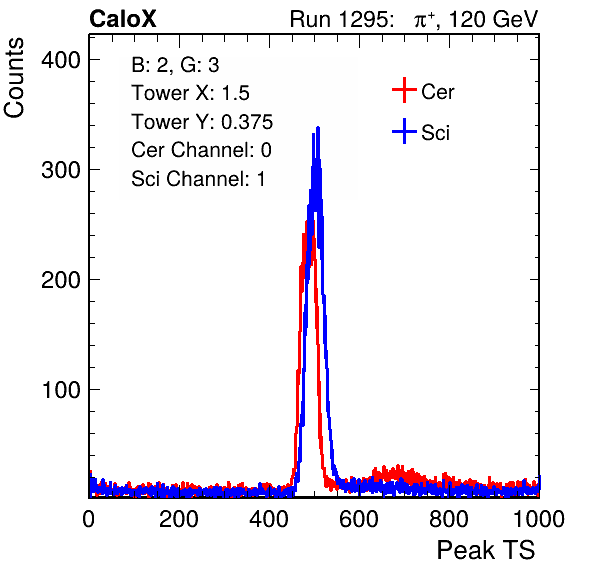 CaloX Run 1295: π⁺, 120 GeV
B: 2, G: 3
Tower X: 1.5
Tower Y: 0.375
Cer Channel: 0
Sci Channel: 1
Cer
Sci
Counts
400
300
200
100
0 200 400 600 800 1000
Peak TS